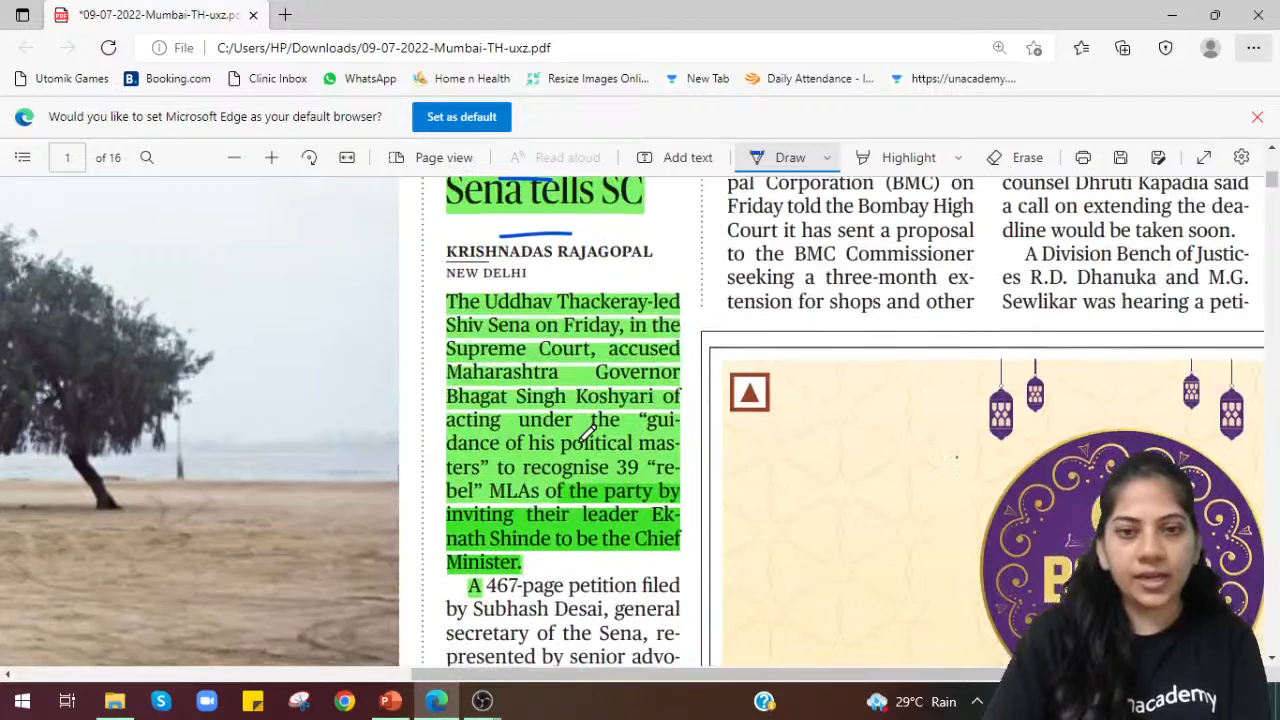 *09-07-2022-Mumbai-TH-uxz.pc
File
C:/Users/HP/Downloads/09-07-2022-Mumbai-TH-uxz.pdf
Utomik Games
Booking.com
Clinic Inbox
WhatsApp
Home n Health
Resize Images Onl...
New Tab
Daily Attendance - I...
https://unacademy....
Would you like to set Microsoft Edge as your default browser?
Set as default
1 of 16
Page view
Read aloud
Add text
Draw
Highlight
Erase
Sena tells SC
KRISHNADAS RAJAGOPAL
NEW DELHI
The Uddhav Thackeray-led
Shiv Sena on Friday, in the
Supreme Court, accused
Maharashtra Governor
Bhagat Singh Koshyari of
acting under the “gui-
dance of his political mas-
ters” to recognise 39 “re-
bel” MLAs of the party by
inviting their leader Ek-
nath Shinde to be the Chief
Minister.
A 467-page petition filed
by Subhash Desai, general
secretary of the Sena, re-
presented by senior advo-
pal Corporation (BMC) on
Friday told the Bombay High
Court it has sent a proposal
to the BMC Commissioner
seeking a three-month ex-
tension for shops and other
counsel Dhruti Kapadia said
a call on extending the dea-
dline would be taken soon.
A Division Bench of Justic-
es R.D. Dhanuka and M.G.
Sewlikar was hearing a peti-
nacademy
29°C Rain